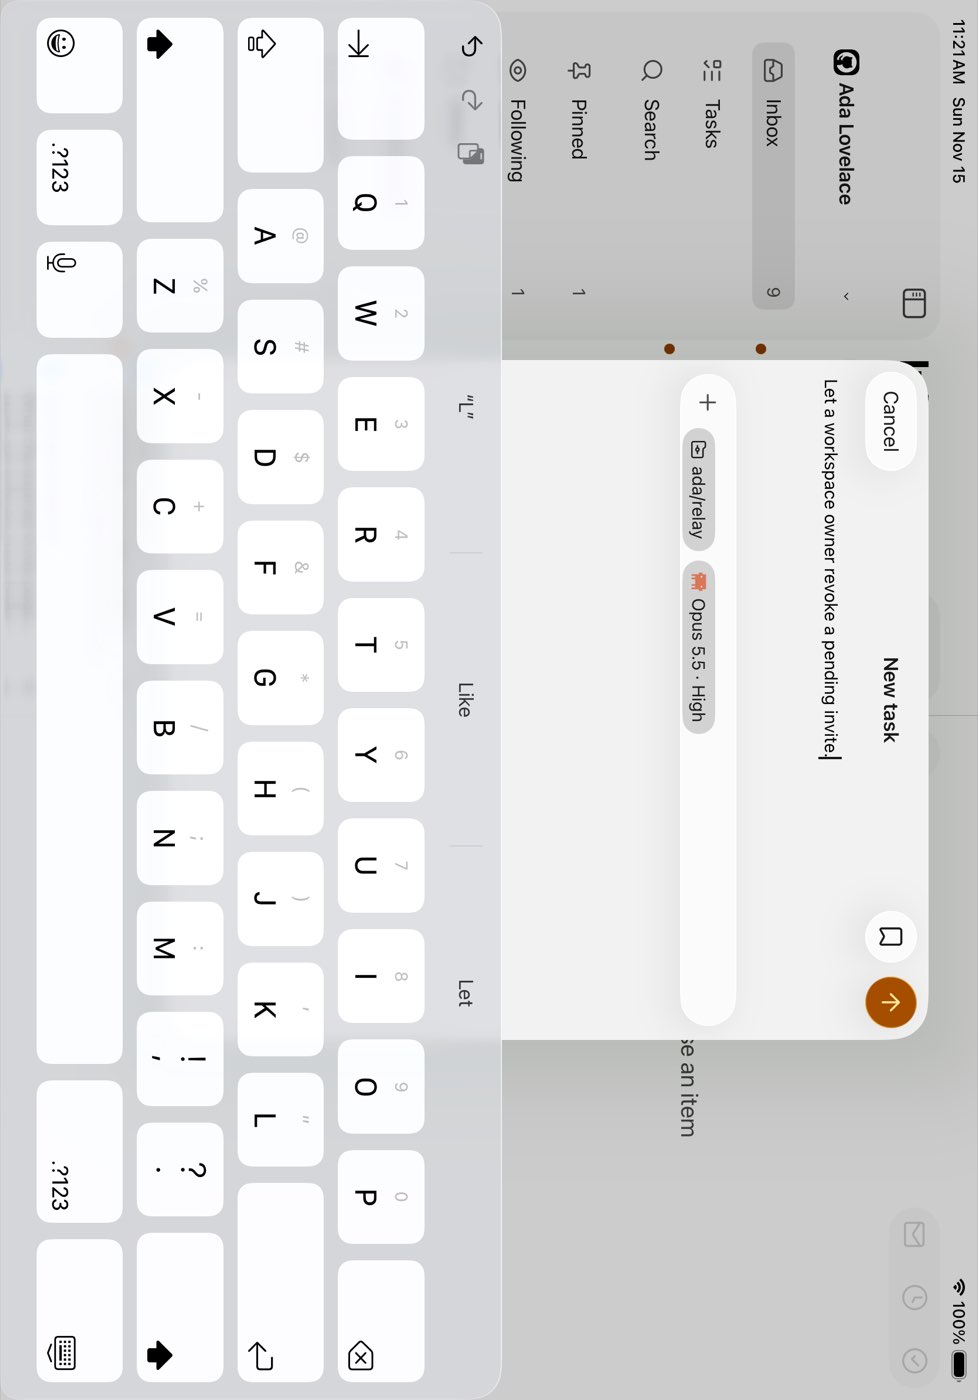 11:21 AM Sun Nov 15
100%
Cancel
New task
Ada Lovelace
Let a workspace owner revoke a pending invite.
Inbox 9
Tasks
ada/relay
Opus 5.5 · High
se an item
Search
Pinned 1
Following 1
“L”
Like
Let
1 2 3 4 5 6 7 8 9 0
Q W E R T Y U I O P
@ # $ & * ( ) ' "
A S D F G H J K L
% - + = / ; : ! ?
Z X C V B N M , .
.?123
.?123